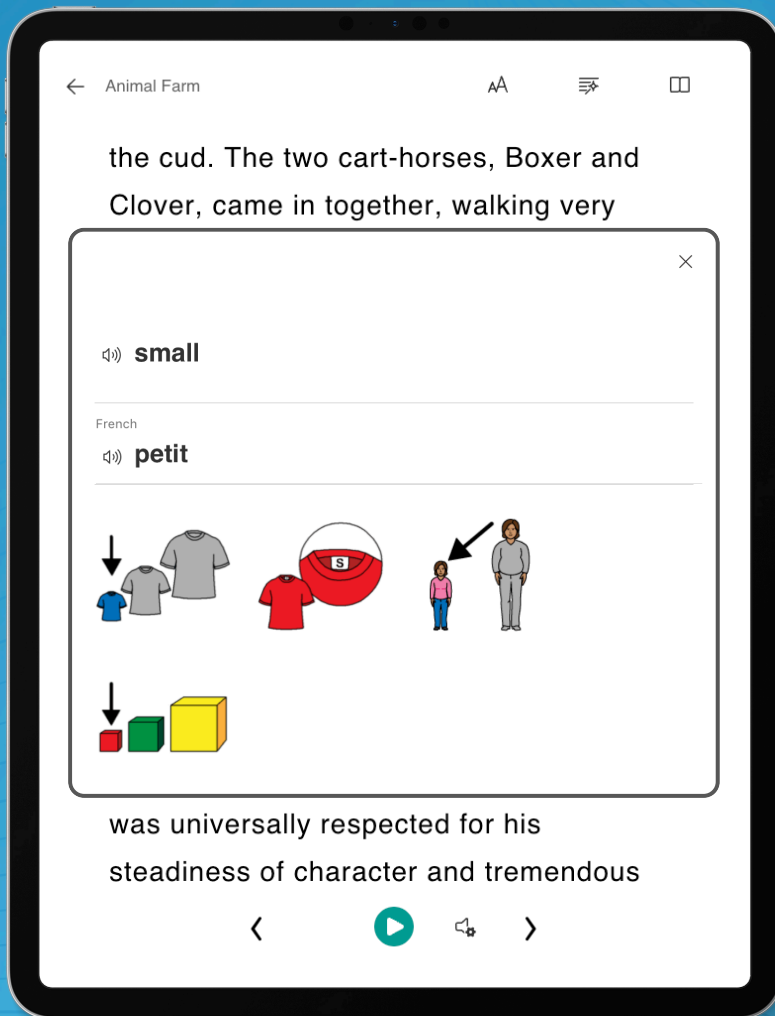 Animal Farm
AA
the cud. The two cart-horses, Boxer and
Clover, came in together, walking very
small
French
petit
S
was universally respected for his
steadiness of character and tremendous